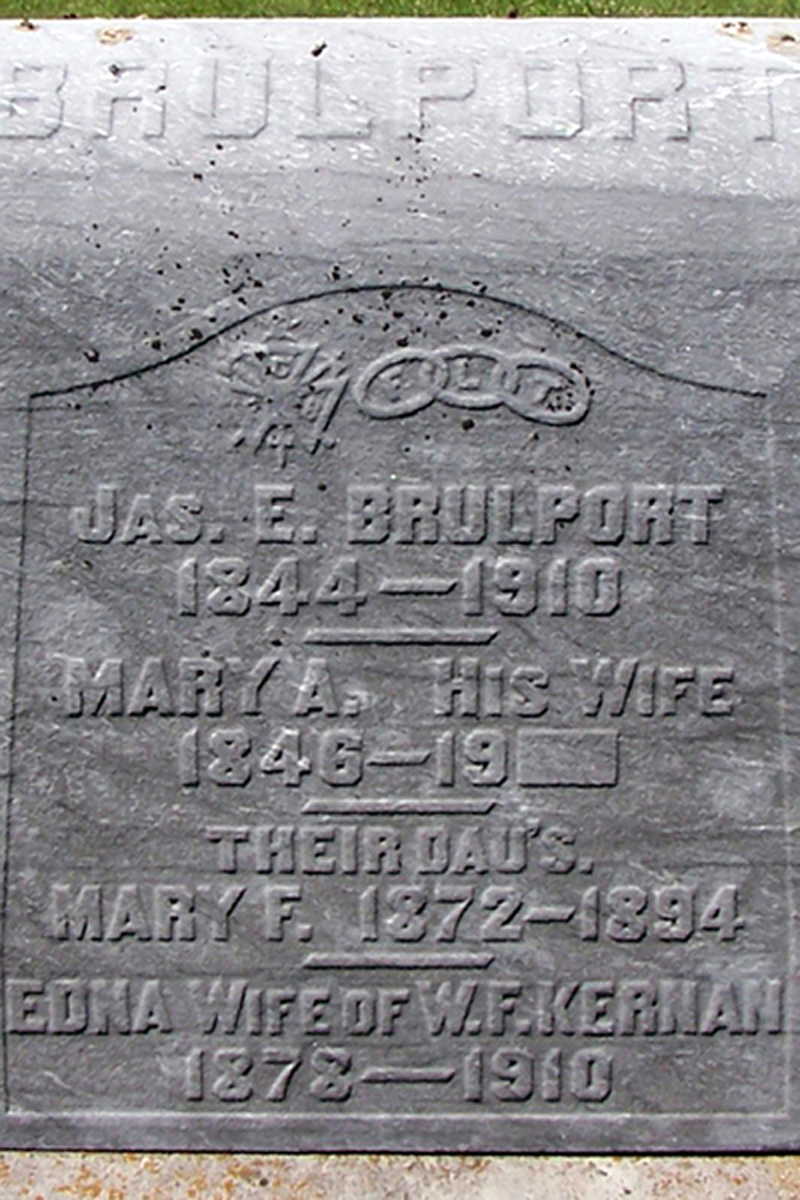 BRULPORT
F L T
JAS. E. BRULPORT
1844—1910
MARY A. HIS WIFE
1846—19
THEIR DAU'S.
MARY F. 1872—1894
EDNA WIFE OF W.F. KERNAN
1878—1910